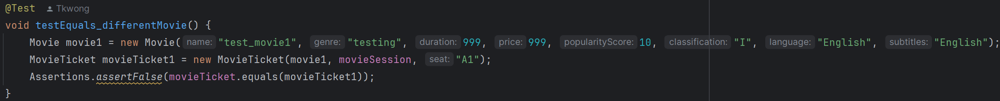 @Test Tkwong
void testEquals_differentMovie() {
    Movie movie1 = new Movie( name: "test_movie1", genre: "testing", duration: 999, price: 999, popularityScore: 10, classification: "I", language: "English", subtitles: "English");
    MovieTicket movieTicket1 = new MovieTicket(movie1, movieSession, seat: "A1");
    Assertions.assertFalse(movieTicket.equals(movieTicket1));
}